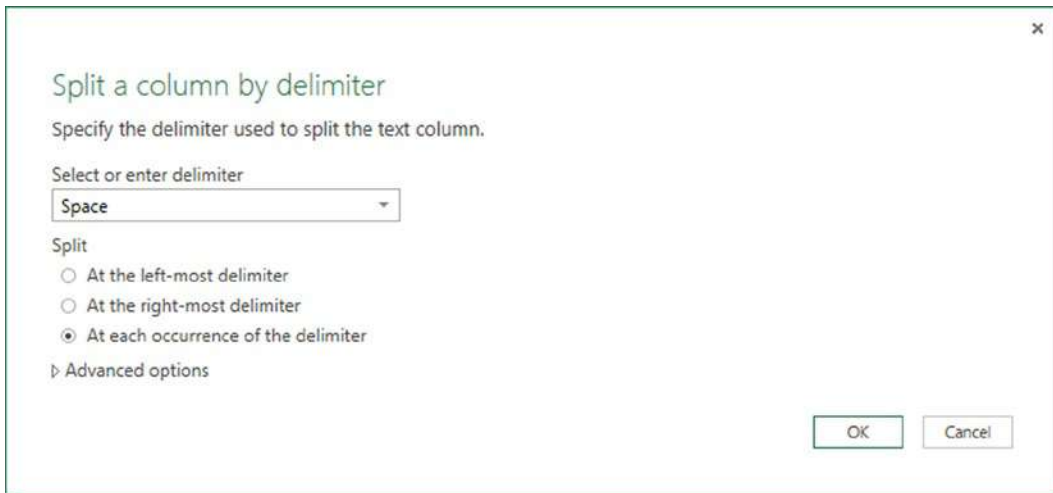 Split a column by delimiter
Specify the delimiter used to split the text column.
Select or enter delimiter
Space
Split
At the left-most delimiter
At the right-most delimiter
At each occurrence of the delimiter
Advanced options
OK Cancel